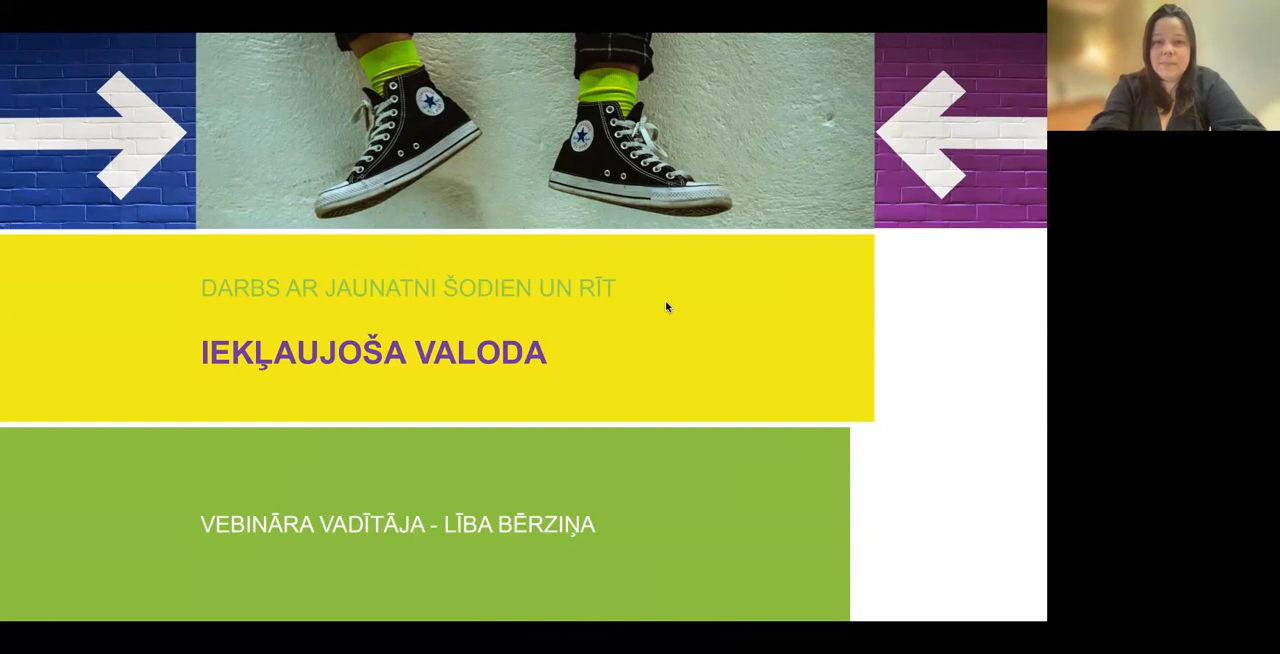 DARBS AR JAUNATNI ŠODIEN UN RĪT
IEKĻAUJOŠA VALODA
VEBINĀRA VADĪTĀJA - LĪBA BĒRZIŅA